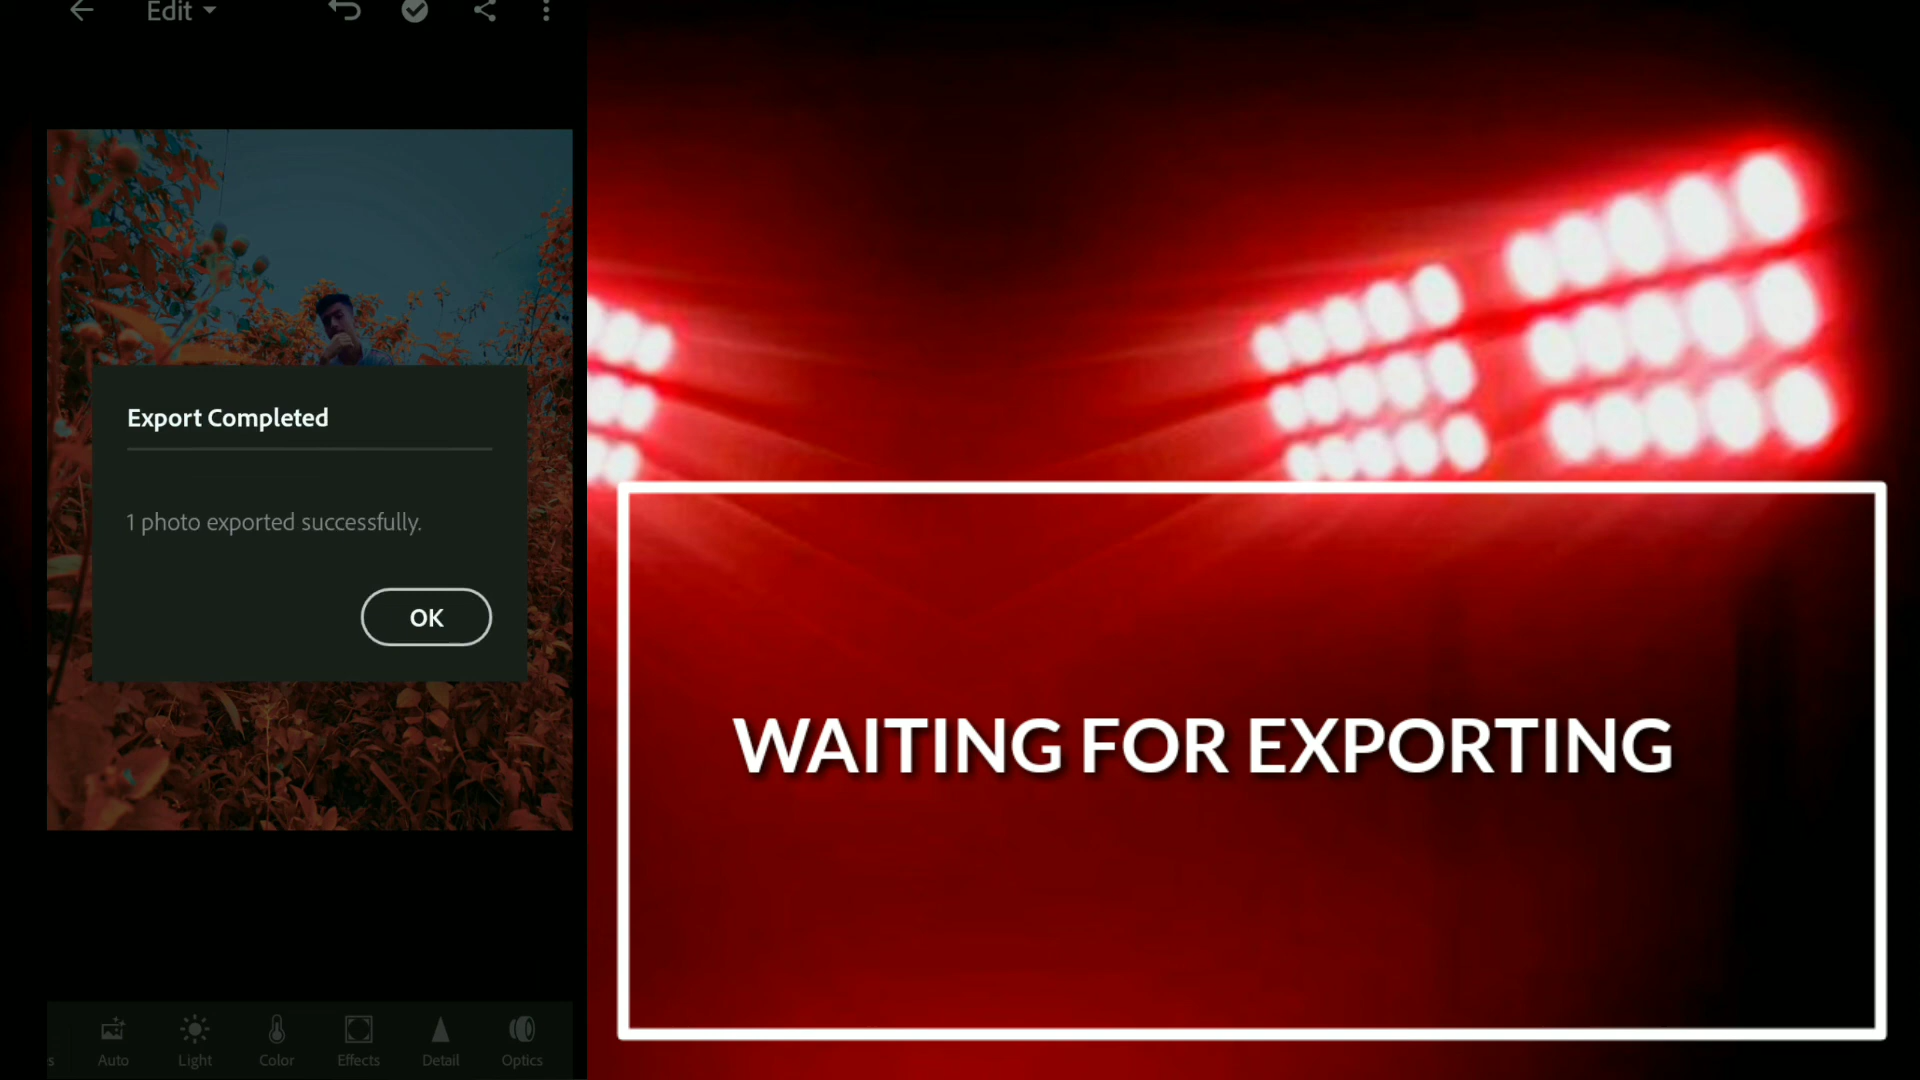 Edit
Export Completed
1 photo exported successfully.
OK
WAITING FOR EXPORTING
s Auto Light Color Effects Detail Optics